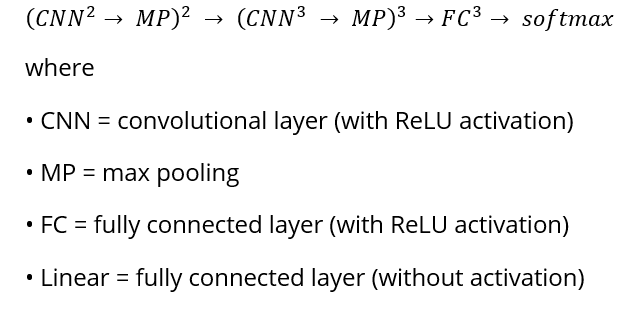 (CNN² → MP)² → (CNN³ → MP)³ → FC³ → softmax
where
• CNN = convolutional layer (with ReLU activation)
• MP = max pooling
• FC = fully connected layer (with ReLU activation)
• Linear = fully connected layer (without activation)